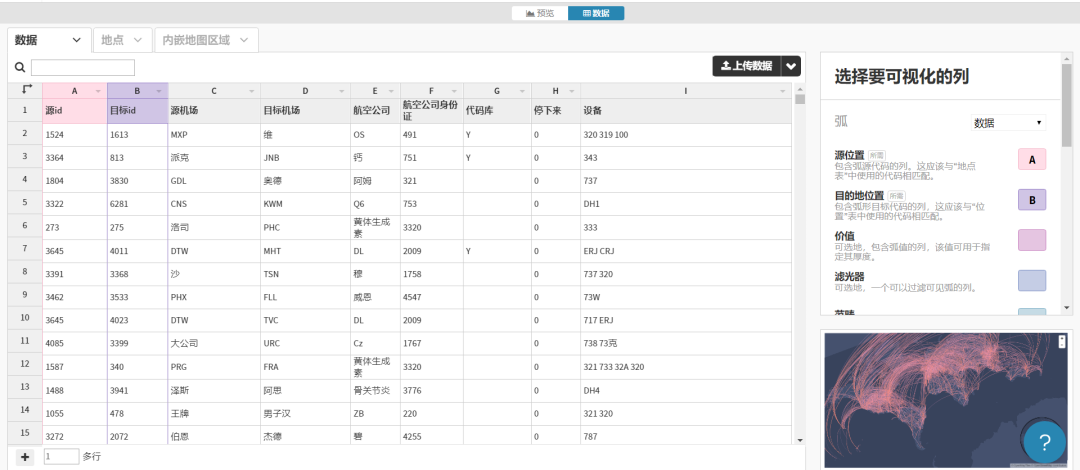 预览 数据
数据 地点 内嵌地图区域
上传数据
A B C D E F G H I
1 源id 目标id 源机场 目标机场 航空公司 航空公司身份证 代码库 停下来 设备
2 1524 1613 MXP 维 OS 491 Y 0 320 319 100
3 3364 813 派克 JNB 钙 751 Y 0 343
4 1804 3830 GDL 奥德 阿姆 321 0 737
5 3322 6281 CNS KWM Q6 753 0 DH1
6 273 275 洛司 PHC 黄体生成素 3320 0 333
7 3645 4011 DTW MHT DL 2009 Y 0 ERJ CRJ
8 3391 3368 沙 TSN 穆 1758 0 737 320
9 3462 3533 PHX FLL 威恩 4547 0 73W
10 3645 4023 DTW TVC DL 2009 0 717 ERJ
11 4085 3399 大公司 URC Cz 1767 0 738 73克
12 1587 340 PRG FRA 黄体生成素 3320 0 321 733 32A 320
13 1488 3941 泽斯 阿思 骨关节炎 3776 0 DH4
14 1055 478 王牌 男子汉 ZB 220 0 321 320
15 3272 2072 伯恩 杰德 碧 4255 0 787
1 多行
选择要可视化的列
弧 数据
源位置 所需 A
包含弧源代码的列。这应该与"地点
表"中使用的代码相匹配。
目的地位置 所需 B
包含弧形目标代码的列，这应该与"位
置"表中使用的代码相匹配。
价值
可选地，包含弧值的列，该值可用于指
定其厚度。
滤光器
可选地，一个可以过滤可见弧的列。
?